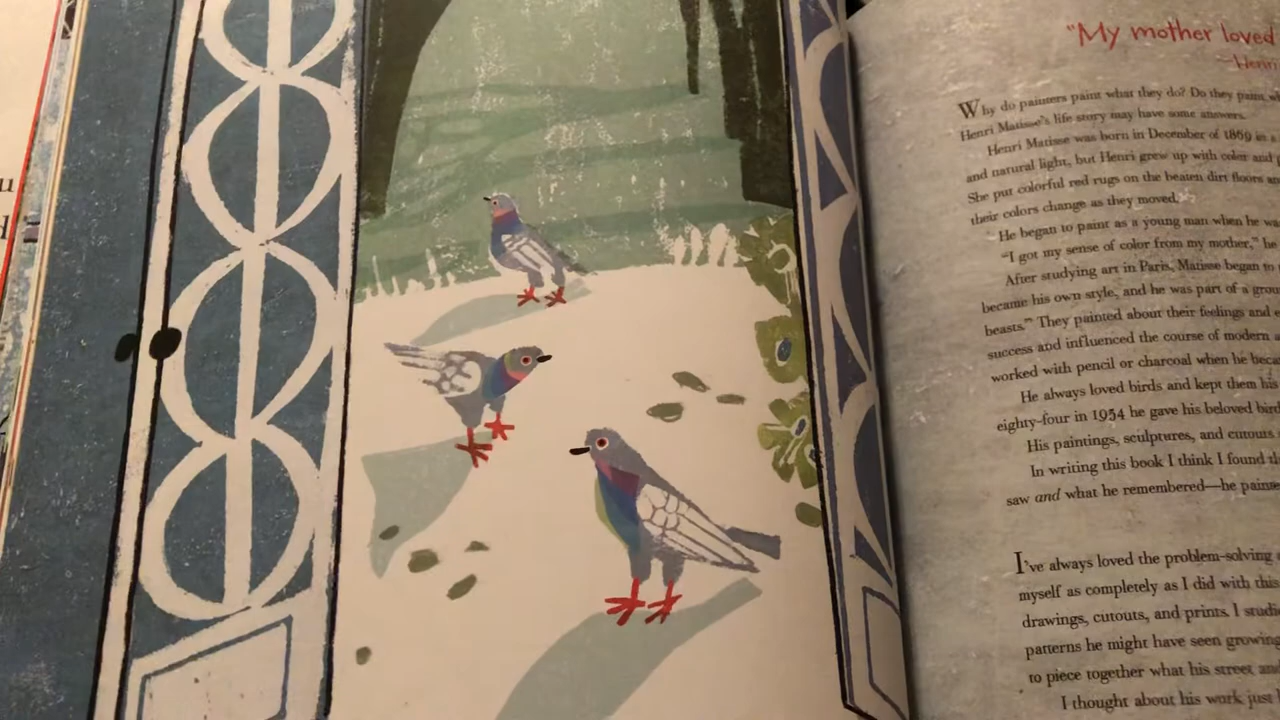 u
d
"My mother loved
—Henri
Why do painters paint what they do? Do they paint
Henri Matisse's life story may have some answers.
Henri Matisse was born in December of 1869 in a
and natural light, but Henri grew up with color and
She put colorful red rugs on the beaten dirt floors an
their colors change as they moved.
He began to paint as a young man when he wa
"I got my sense of color from my mother," he
After studying art in Paris, Matisse began to
became his own style, and he was part of a grou
beasts." They painted about their feelings and e
success and influenced the course of modern a
worked with pencil or charcoal when he beca
He always loved birds and kept them his
eighty-four in 1954 he gave his beloved bird
His paintings, sculptures, and cutouts
In writing this book I think I found th
saw and what he remembered—he painte
I've always loved the problem-solving
myself as completely as I did with this
drawings, cutouts, and prints. I studi
patterns he might have seen growing
to piece together what his street and
I thought about his work just